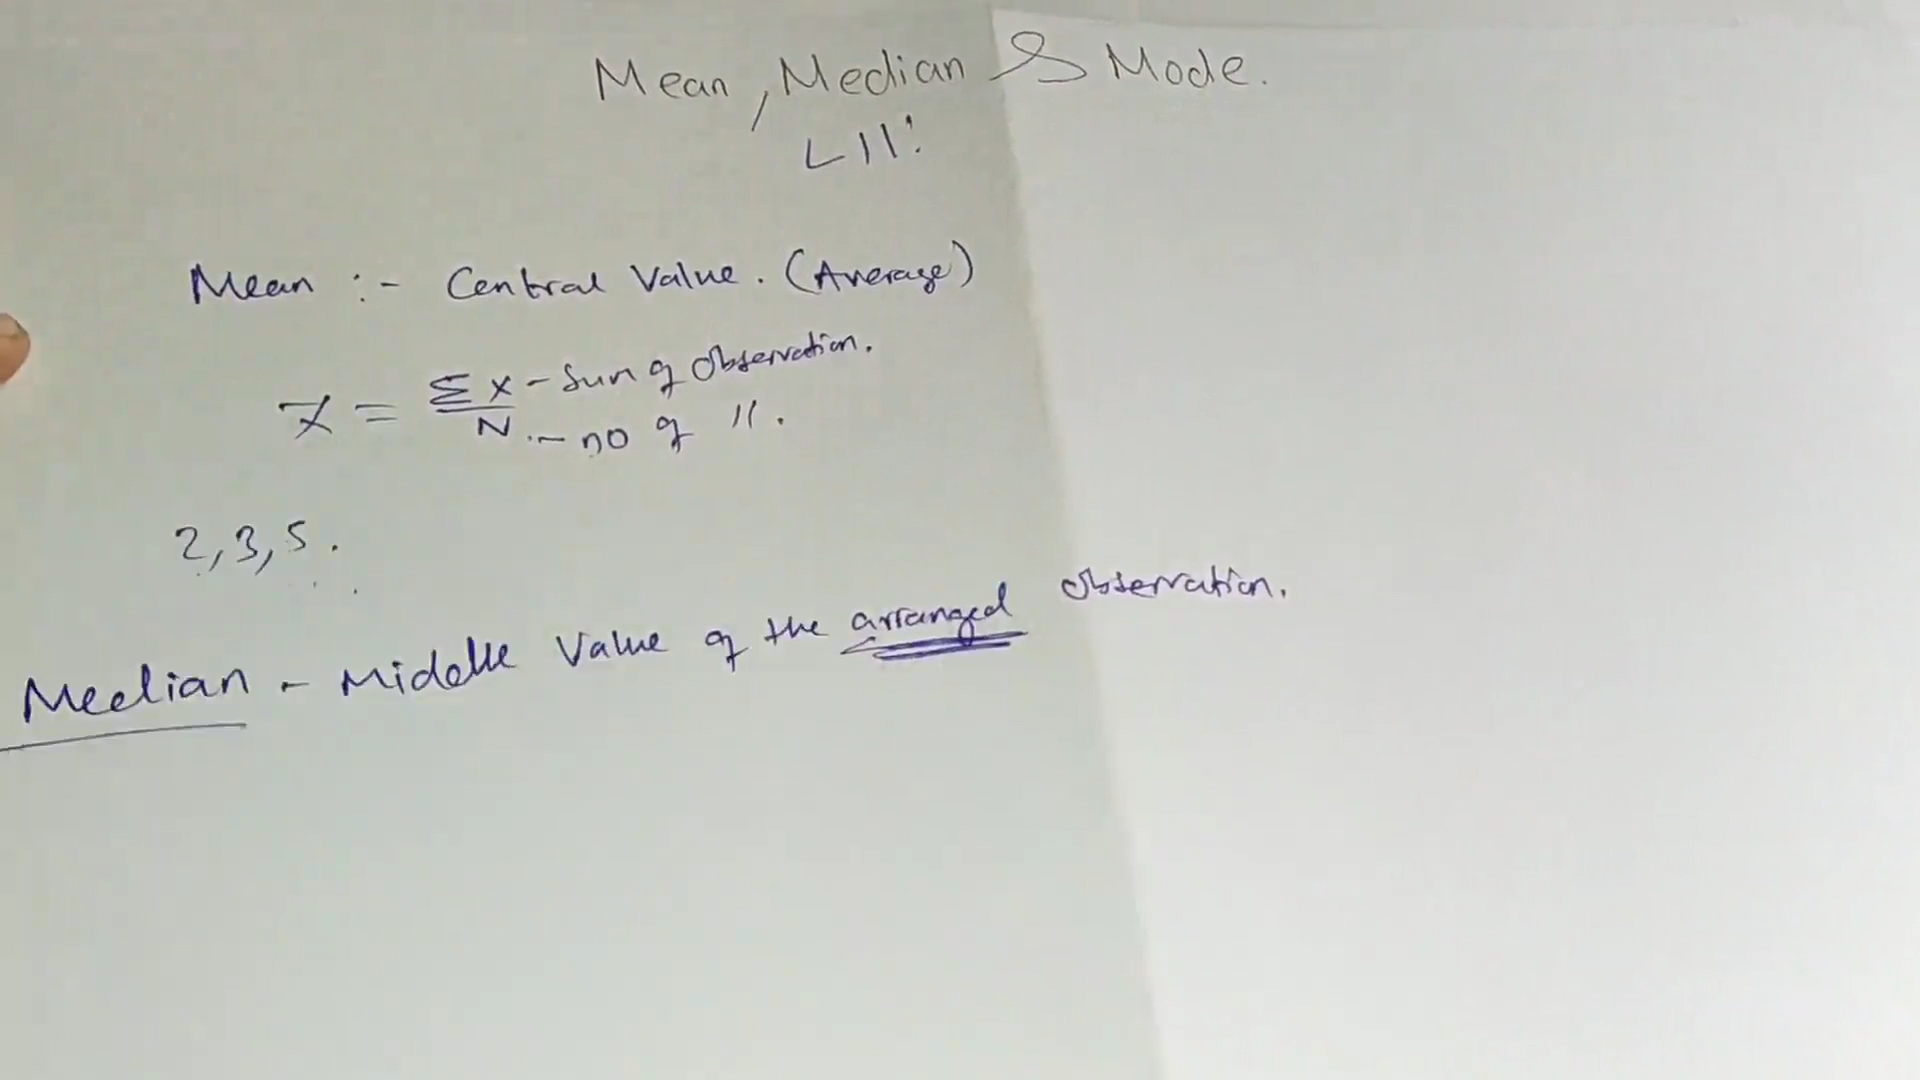 Mean, Median & Mode.
L11:
Mean :- Central Value. (Average)
x̄ = Σx - Sum of Observation.
N - no of 11.
2, 3, 5.
Median - Middle Value of the arranged observation.